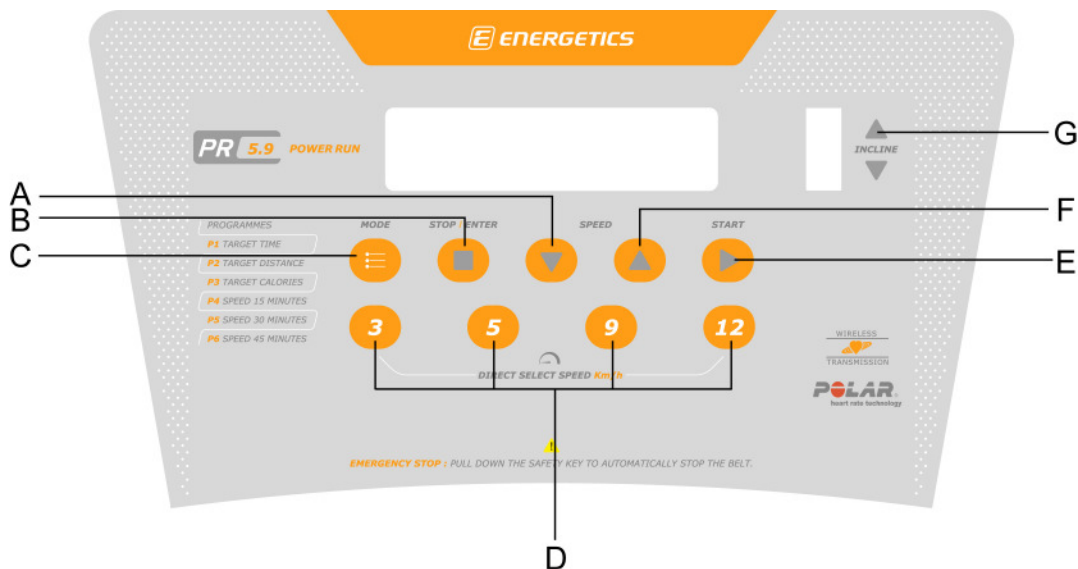 E ENERGETICS
PR 5.9 POWER RUN
INCLINE
G
A
B
C
F
E
PROGRAMMES
P1 TARGET TIME
P2 TARGET DISTANCE
P3 TARGET CALORIES
P4 SPEED 15 MINUTES
P5 SPEED 30 MINUTES
P6 SPEED 45 MINUTES
MODE STOP / ENTER SPEED START
3 5 9 12
DIRECT SELECT SPEED Km/h
WIRELESS
TRANSMISSION
POLAR®
heart rate technology
!
EMERGENCY STOP : PULL DOWN THE SAFETY KEY TO AUTOMATICALLY STOP THE BELT.
D